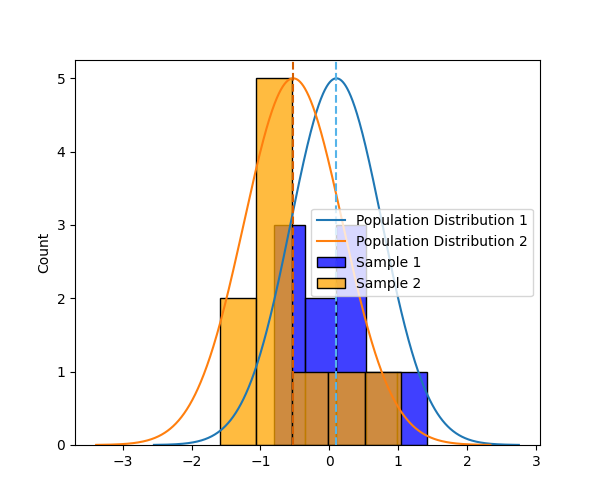 Count
5
4
3
2
1
0
−3
−2
−1
0
1
2
3
Population Distribution 1
Population Distribution 2
Sample 1
Sample 2